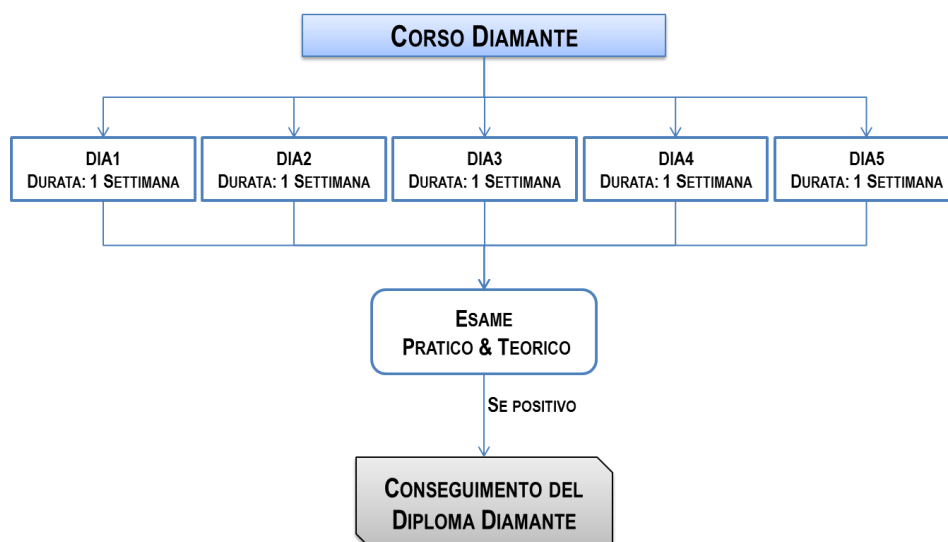 CORSO DIAMANTE
DIA1
DURATA: 1 SETTIMANA
DIA2
DURATA: 1 SETTIMANA
DIA3
DURATA: 1 SETTIMANA
DIA4
DURATA: 1 SETTIMANA
DIA5
DURATA: 1 SETTIMANA
ESAME
PRATICO & TEORICO
SE POSITIVO
CONSEGUIMENTO DEL
DIPLOMA DIAMANTE